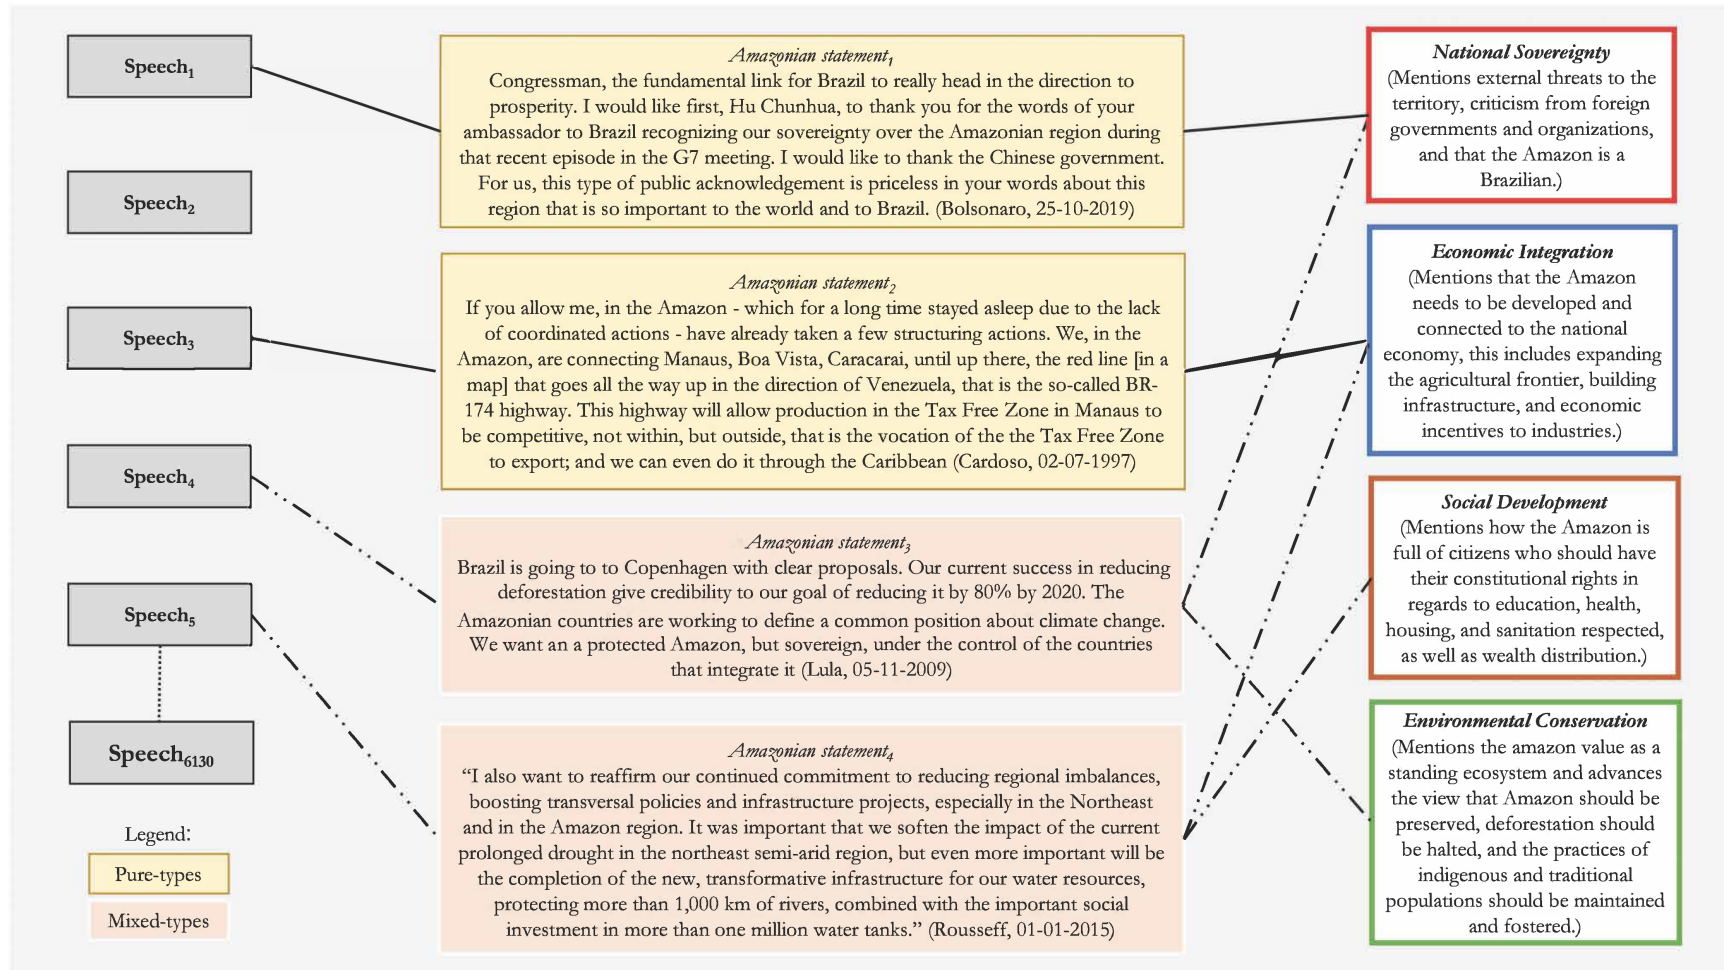 Speech1
Speech2
Speech3
Speech4
Speech5
Speech6130
Legend:
Pure-types
Mixed-types
Amazonian statement1
Congressman, the fundamental link for Brazil to really head in the direction to
prosperity. I would like first, Hu Chunhua, to thank you for the words of your
ambassador to Brazil recognizing our sovereignty over the Amazonian region during
that recent episode in the G7 meeting. I would like to thank the Chinese government.
For us, this type of public acknowledgement is priceless in your words about this
region that is so important to the world and to Brazil. (Bolsonaro, 25-10-2019)
Amazonian statement2
If you allow me, in the Amazon - which for a long time stayed asleep due to the lack
of coordinated actions - have already taken a few structuring actions. We, in the
Amazon, are connecting Manaus, Boa Vista, Caracarai, until up there, the red line [in a
map] that goes all the way up in the direction of Venezuela, that is the so-called BR-
174 highway. This highway will allow production in the Tax Free Zone in Manaus to
be competitive, not within, but outside, that is the vocation of the the Tax Free Zone
to export; and we can even do it through the Caribbean (Cardoso, 02-07-1997)
Amazonian statement3
Brazil is going to to Copenhagen with clear proposals. Our current success in reducing
deforestation give credibility to our goal of reducing it by 80% by 2020. The
Amazonian countries are working to define a common position about climate change.
We want an a protected Amazon, but sovereign, under the control of the countries
that integrate it (Lula, 05-11-2009)
Amazonian statement4
“I also want to reaffirm our continued commitment to reducing regional imbalances,
boosting transversal policies and infrastructure projects, especially in the Northeast
and in the Amazon region. It was important that we soften the impact of the current
prolonged drought in the northeast semi-arid region, but even more important will be
the completion of the new, transformative infrastructure for our water resources,
protecting more than 1,000 km of rivers, combined with the important social
investment in more than one million water tanks.” (Rousseff, 01-01-2015)
National Sovereignty
(Mentions external threats to the
territory, criticism from foreign
governments and organizations,
and that the Amazon is a
Brazilian.)
Economic Integration
(Mentions that the Amazon
needs to be developed and
connected to the national
economy, this includes expanding
the agricultural frontier, building
infrastructure, and economic
incentives to industries.)
Social Development
(Mentions how the Amazon is
full of citizens who should have
their constitutional rights in
regards to education, health,
housing, and sanitation respected,
as well as wealth distribution.)
Environmental Conservation
(Mentions the amazon value as a
standing ecosystem and advances
the view that Amazon should be
preserved, deforestation should
be halted, and the practices of
indigenous and traditional
populations should be maintained
and fostered.)